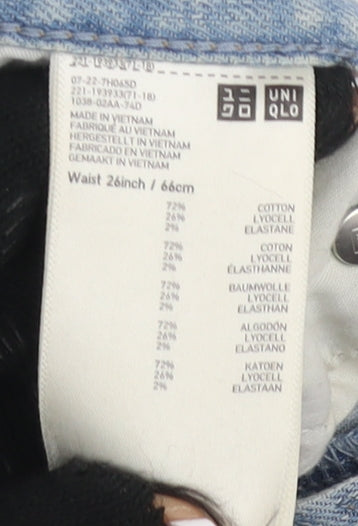 07-22-7H065D
221-193933(71-18)
1038-02AA-74D
ユニ
クロ
UNI
QLO
MADE IN VIETNAM
FABRIQUÉ AU VIETNAM
HERGESTELLT IN VIETNAM
FABRICADO EN VIETNAM
GEMAAKT IN VIETNAM
Waist 26inch / 66cm
72% COTTON
26% LYOCELL
2% ELASTANE
72% COTON
26% LYOCELL
2% ÉLASTHANNE
72% BAUMWOLLE
26% LYOCELL
2% ELASTHAN
72% ALGODÓN
26% LYOCELL
2% ELASTANO
72% KATOEN
26% LYOCELL
2% ELASTAAN